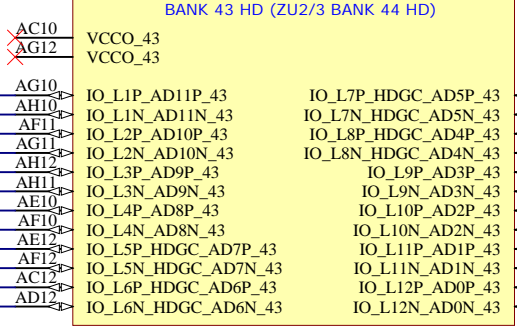 BANK 43 HD (ZU2/3 BANK 44 HD)
AC10 VCCO_43
AG12 VCCO_43
AG10 IO_L1P_AD11P_43 IO_L7P_HDGC_AD5P_43
AH10 IO_L1N_AD11N_43 IO_L7N_HDGC_AD5N_43
AF11 IO_L2P_AD10P_43 IO_L8P_HDGC_AD4P_43
AG11 IO_L2N_AD10N_43 IO_L8N_HDGC_AD4N_43
AH12 IO_L3P_AD9P_43 IO_L9P_AD3P_43
AH11 IO_L3N_AD9N_43 IO_L9N_AD3N_43
AE10 IO_L4P_AD8P_43 IO_L10P_AD2P_43
AF10 IO_L4N_AD8N_43 IO_L10N_AD2N_43
AE12 IO_L5P_HDGC_AD7P_43 IO_L11P_AD1P_43
AF12 IO_L5N_HDGC_AD7N_43 IO_L11N_AD1N_43
AC12 IO_L6P_HDGC_AD6P_43 IO_L12P_AD0P_43
AD12 IO_L6N_HDGC_AD6N_43 IO_L12N_AD0N_43